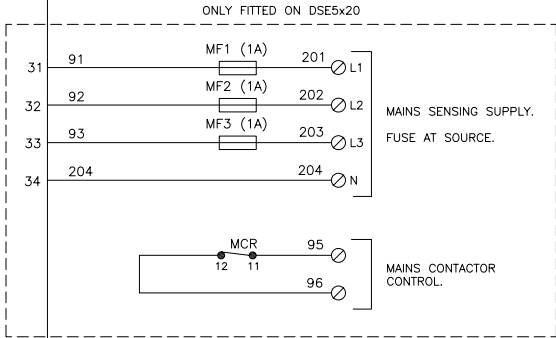 ONLY FITTED ON DSE5x20
31 91 MF1 (1A) 201 L1
32 92 MF2 (1A) 202 L2
33 93 MF3 (1A) 203 L3
34 204 204 N
MAINS SENSING SUPPLY.
FUSE AT SOURCE.
MCR 95
12 11
96
MAINS CONTACTOR
CONTROL.